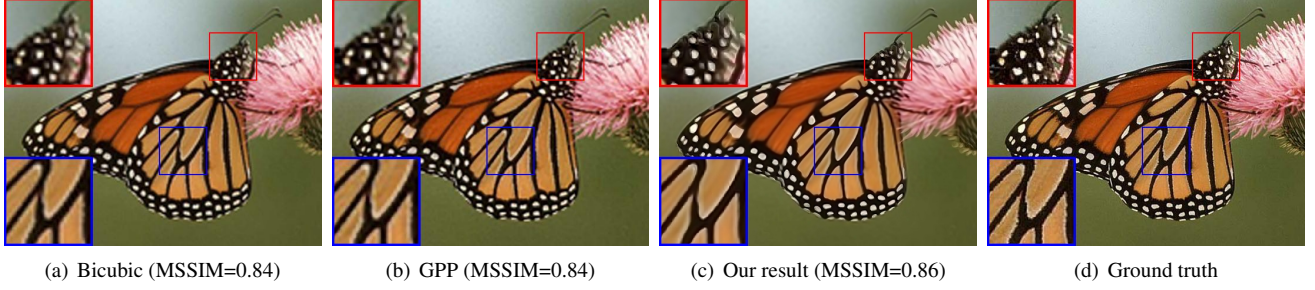 (a) Bicubic (MSSIM=0.84)
(b) GPP (MSSIM=0.84)
(c) Our result (MSSIM=0.86)
(d) Ground truth